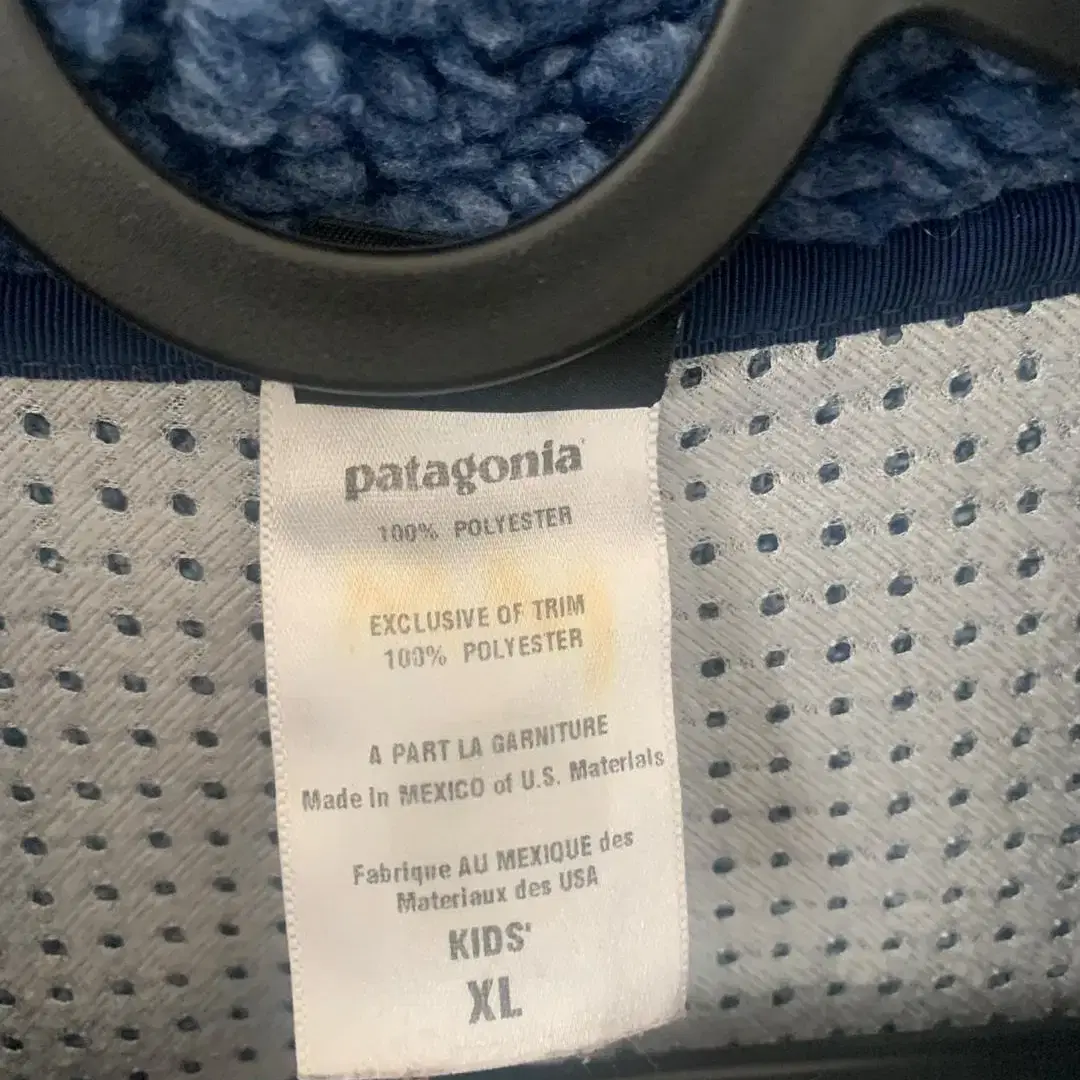 patagonia
100% POLYESTER
EXCLUSIVE OF TRIM
100% POLYESTER
A PART LA GARNITURE
Made in MEXICO of U.S. Materials
Fabrique AU MEXIQUE des
Materiaux des USA
KIDS'
XL